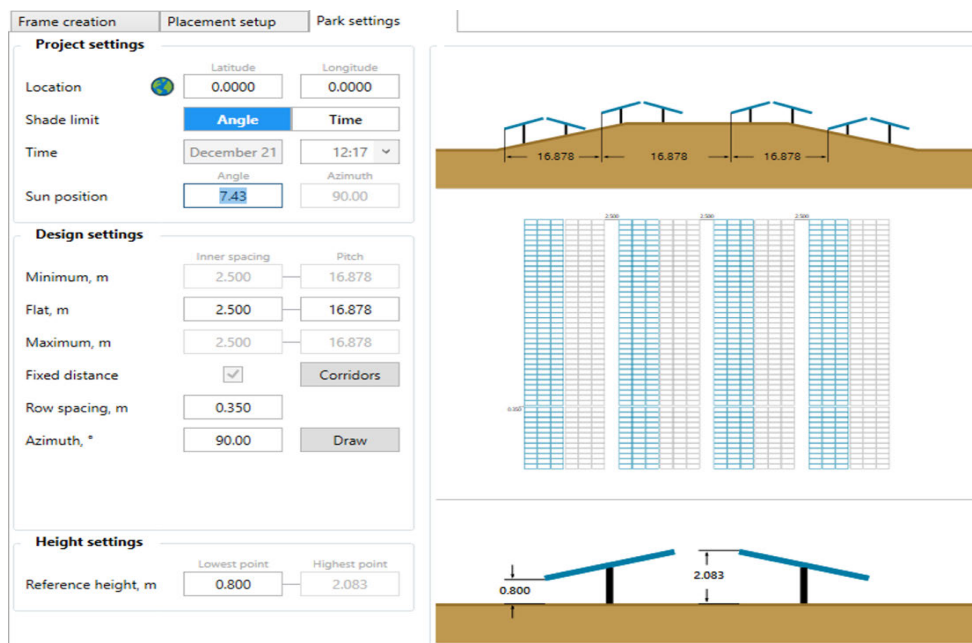 Frame creation
Placement setup
Park settings
Project settings
Latitude Longitude
Location 0.0000 0.0000
Shade limit Angle Time
Time December 21 12:17
Angle Azimuth
Sun position 7.43 90.00
Design settings
Inner spacing Pitch
Minimum, m 2.500 16.878
Flat, m 2.500 16.878
Maximum, m 2.500 16.878
Fixed distance Corridors
Row spacing, m 0.350
Azimuth, ° 90.00 Draw
Height settings
Lowest point Highest point
Reference height, m 0.800 2.083
16.878 16.878 16.878
2.500 2.500 2.500
0.350
0.800
2.083